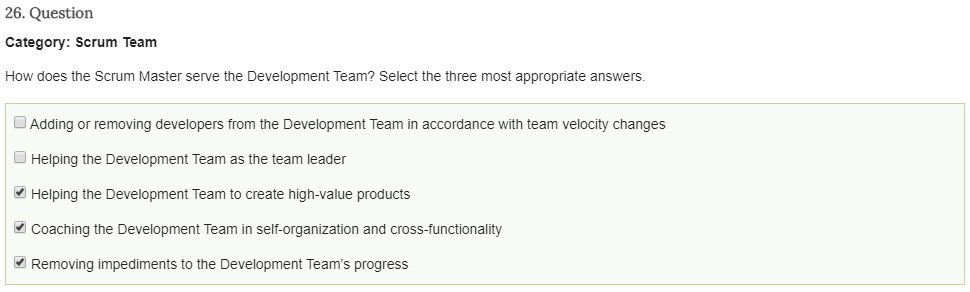 26. Question
Category: Scrum Team
How does the Scrum Master serve the Development Team? Select the three most appropriate answers.
Adding or removing developers from the Development Team in accordance with team velocity changes
Helping the Development Team as the team leader
Helping the Development Team to create high-value products
Coaching the Development Team in self-organization and cross-functionality
Removing impediments to the Development Team’s progress